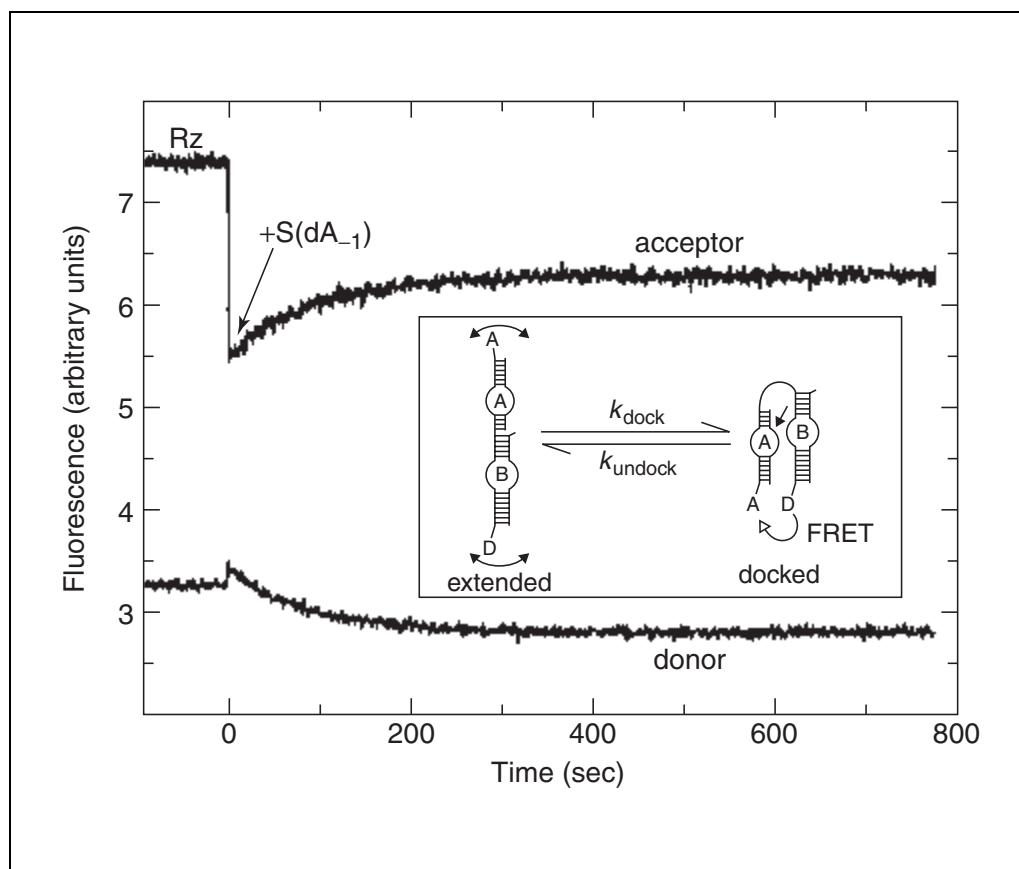 Rz
+S(dA–1)
acceptor
donor
Fluorescence (arbitrary units)
7
6
5
4
3
0
200
400
600
800
Time (sec)
A
A
B
D
extended
kdock
kundock
A
B
A
D
FRET
docked